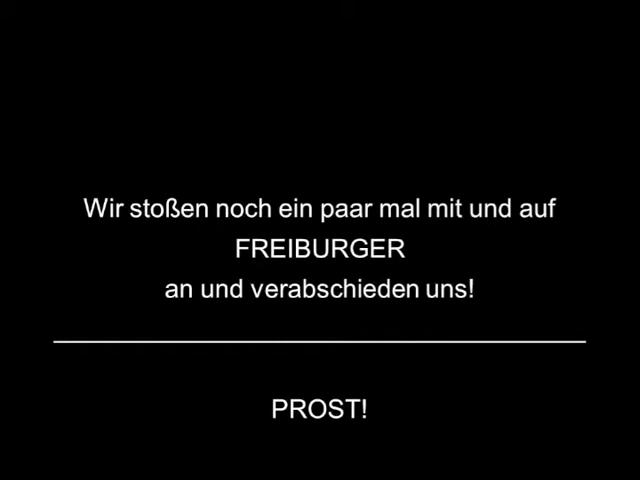 Wir stoßen noch ein paar mal mit und auf
FREIBURGER
an und verabschieden uns!
PROST!